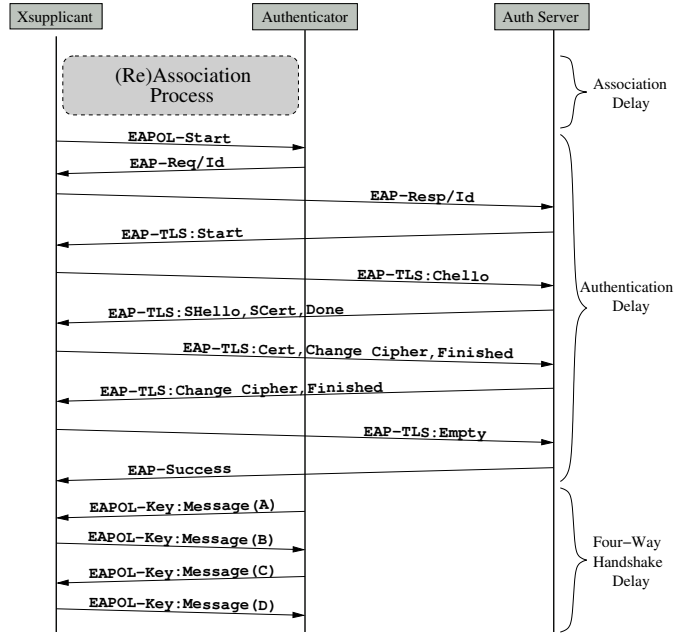 Xsupplicant
Authenticator
Auth Server
(Re)Association
Process
Association
Delay
EAPOL-Start
EAP-Req/Id
EAP-Resp/Id
EAP-TLS:Start
EAP-TLS:Chello
Authentication
Delay
EAP-TLS:SHello,SCert,Done
EAP-TLS:Cert,Change Cipher,Finished
EAP-TLS:Change Cipher,Finished
EAP-TLS:Empty
EAP-Success
EAPOL-Key:Message(A)
EAPOL-Key:Message(B)
EAPOL-Key:Message(C)
EAPOL-Key:Message(D)
Four-Way
Handshake
Delay